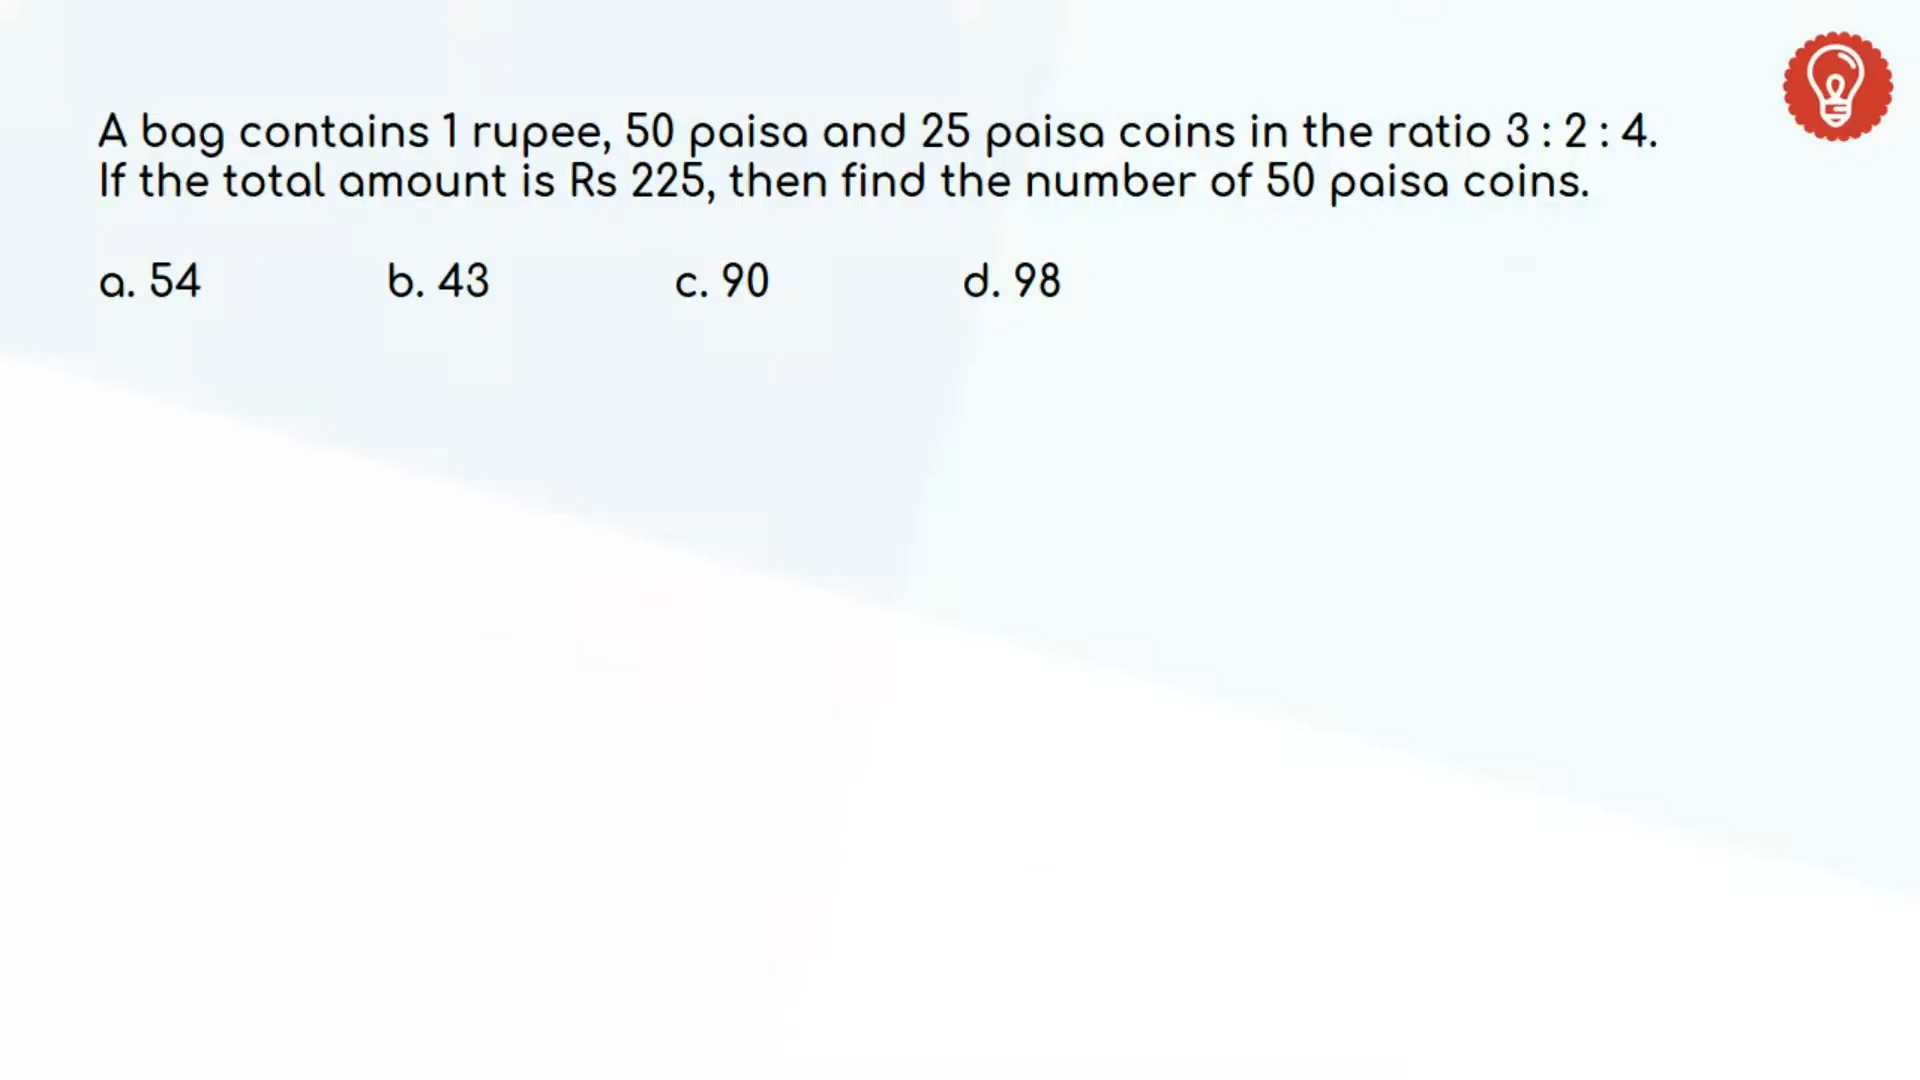 A bag contains 1 rupee, 50 paisa and 25 paisa coins in the ratio 3 : 2 : 4.
If the total amount is Rs 225, then find the number of 50 paisa coins.
a. 54 b. 43 c. 90 d. 98